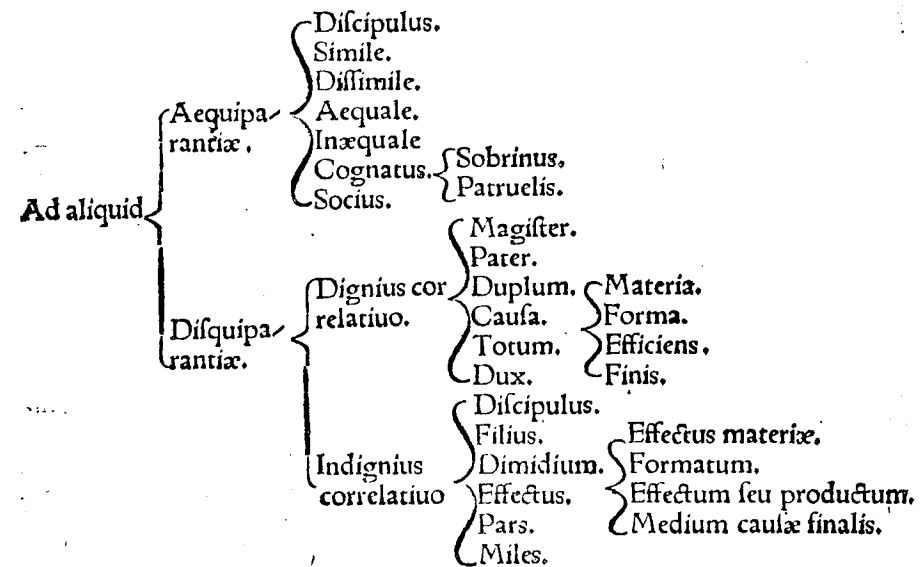 Ad aliquid
Aequipa-
rantiæ.
Diſcipulus.
Simile.
Diſſimile.
Aequale.
Inæquale
Cognatus.
Socius.
Sobrinus.
Patruelis.
Diſquipa-
rantiæ.
Dignius cor
relatiuo.
Magiſter.
Pater.
Duplum.
Cauſa.
Totum.
Dux.
Materia.
Forma.
Efficiens.
Finis.
Indignius
correlatiuo
Diſcipulus.
Filius.
Dimidium.
Effectus.
Pars.
Miles.
Effectus materiæ.
Formatum.
Effectum ſeu productum.
Medium cauſæ finalis.